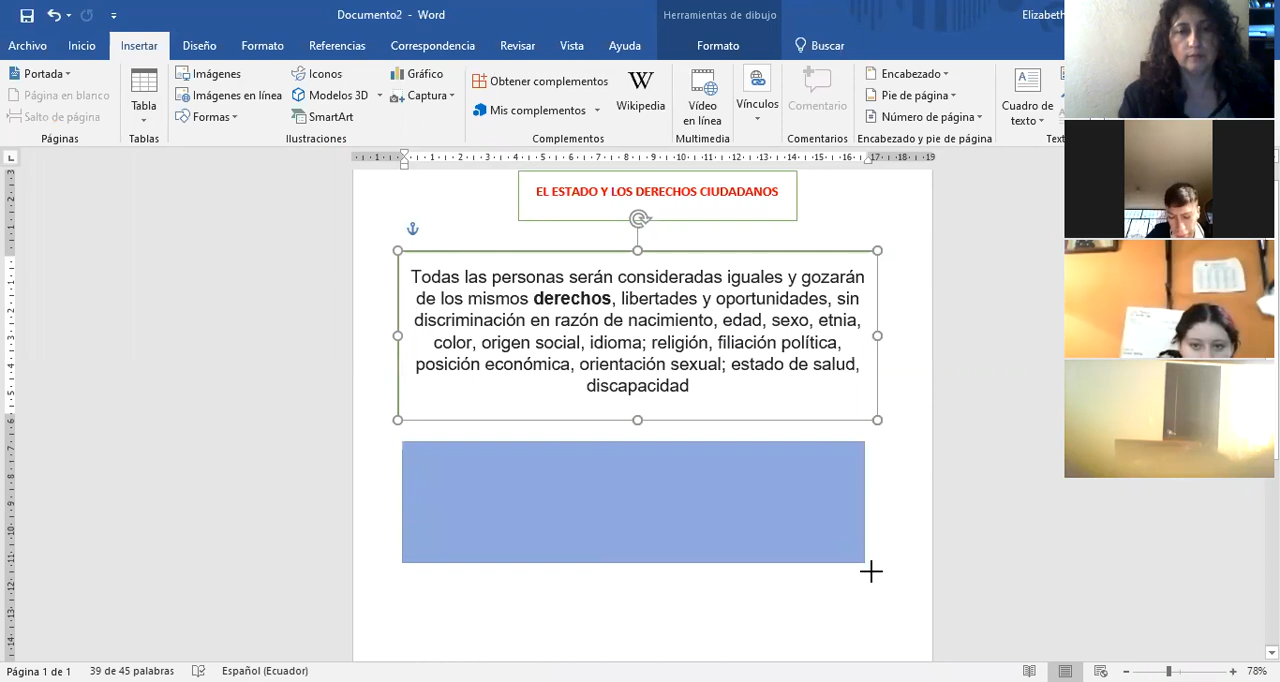 Documento2 - Word
Herramientas de dibujo
Elizabeth
Archivo Inicio Insertar Diseño Formato Referencias Correspondencia Revisar Vista Ayuda Formato Buscar
Portada
Página en blanco
Salto de página
Páginas
Tabla
Tablas
Imágenes
Imágenes en línea
Formas
Iconos
Modelos 3D
SmartArt
Gráfico
Captura
Ilustraciones
Obtener complementos
Mis complementos
Wikipedia
Complementos
Vídeo
en línea
Multimedia
Vínculos
Comentario
Comentarios
Encabezado
Pie de página
Número de página
Encabezado y pie de página
Cuadro de
texto
EL ESTADO Y LOS DERECHOS CIUDADANOS
Todas las personas serán consideradas iguales y gozarán
de los mismos derechos, libertades y oportunidades, sin
discriminación en razón de nacimiento, edad, sexo, etnia,
color, origen social, idioma; religión, filiación política,
posición económica, orientación sexual; estado de salud,
discapacidad
Página 1 de 1 39 de 45 palabras Español (Ecuador) 78%